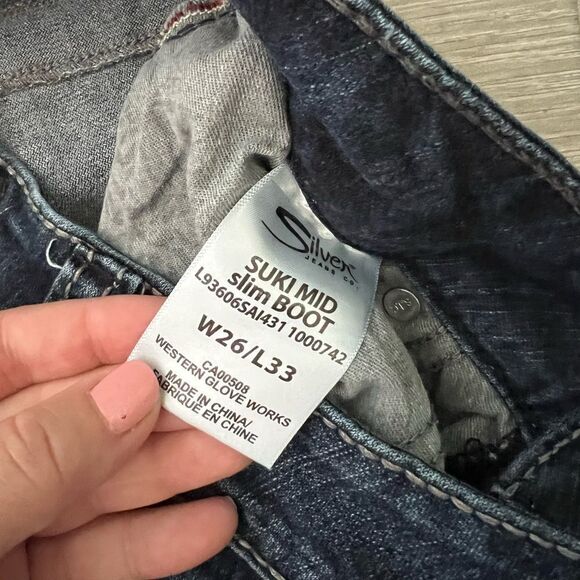 Silver
JEANS CO.
SUKI MID
slim BOOT
L93606SAI431 1000742
W26/L33
CA00508
WESTERN GLOVE WORKS
MADE IN CHINA/
FABRIQUE EN CHINE